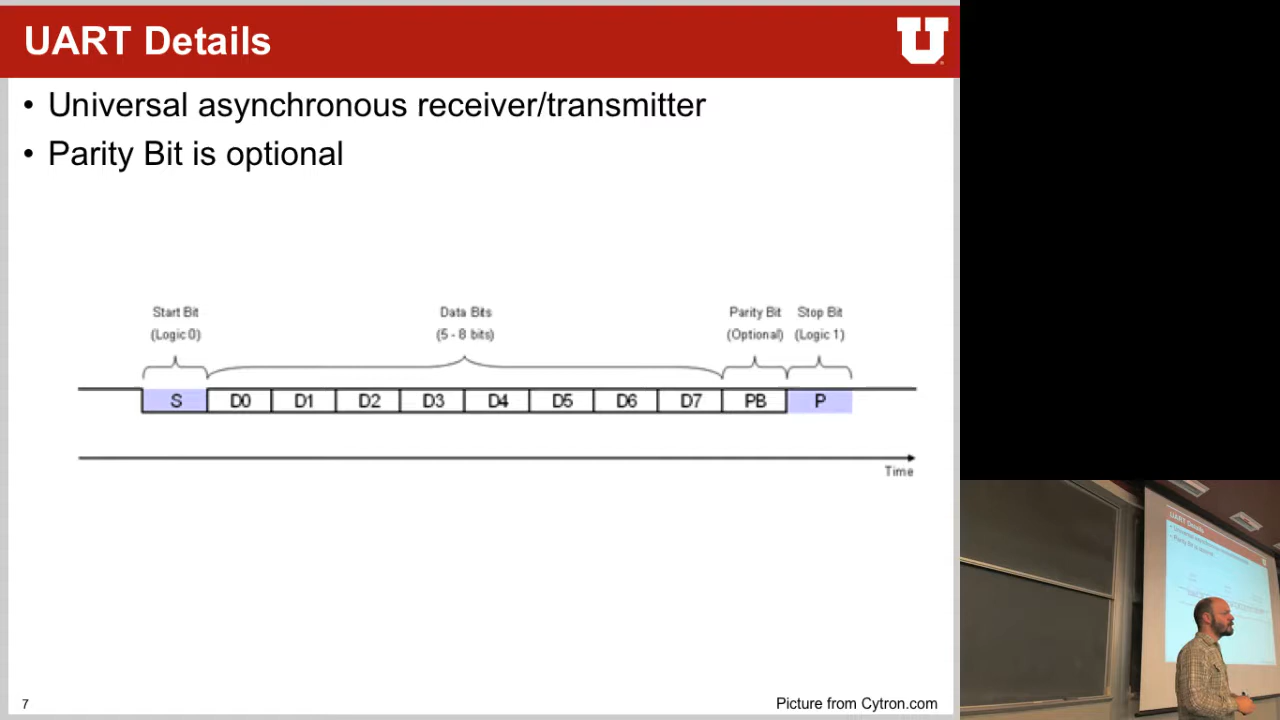 UART Details
U
• Universal asynchronous receiver/transmitter
• Parity Bit is optional
Start Bit
(Logic 0)
Data Bits
(5 - 8 bits)
Parity Bit
(Optional)
Stop Bit
(Logic 1)
S D0 D1 D2 D3 D4 D5 D6 D7 PB P
Time
7
Picture from Cytron.com
UART Details